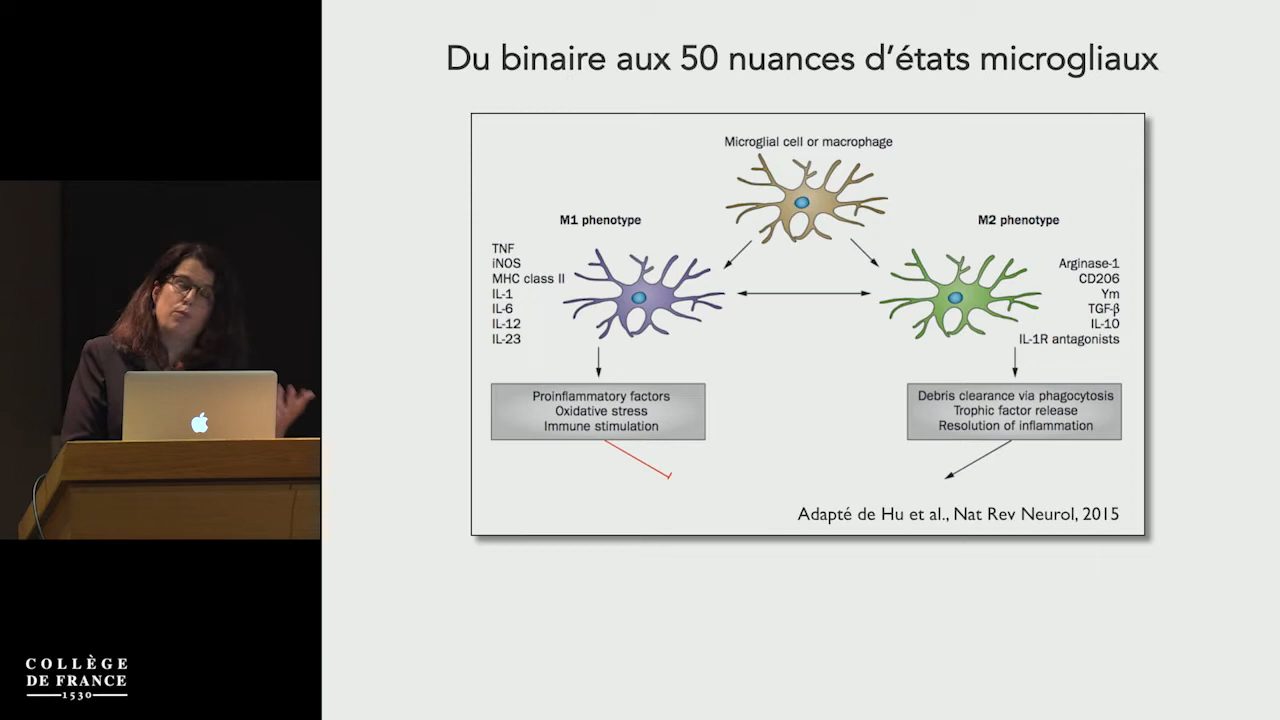 Du binaire aux 50 nuances d’états microgliaux
Microglial cell or macrophage
M1 phenotype
M2 phenotype
TNF
iNOS
MHC class II
IL-1
IL-6
IL-12
IL-23
Arginase-1
CD206
Ym
TGF-β
IL-10
IL-1R antagonists
Proinflammatory factors
Oxidative stress
Immune stimulation
Debris clearance via phagocytosis
Trophic factor release
Resolution of inflammation
Adapté de Hu et al., Nat Rev Neurol, 2015
COLLÈGE
DE FRANCE
1530